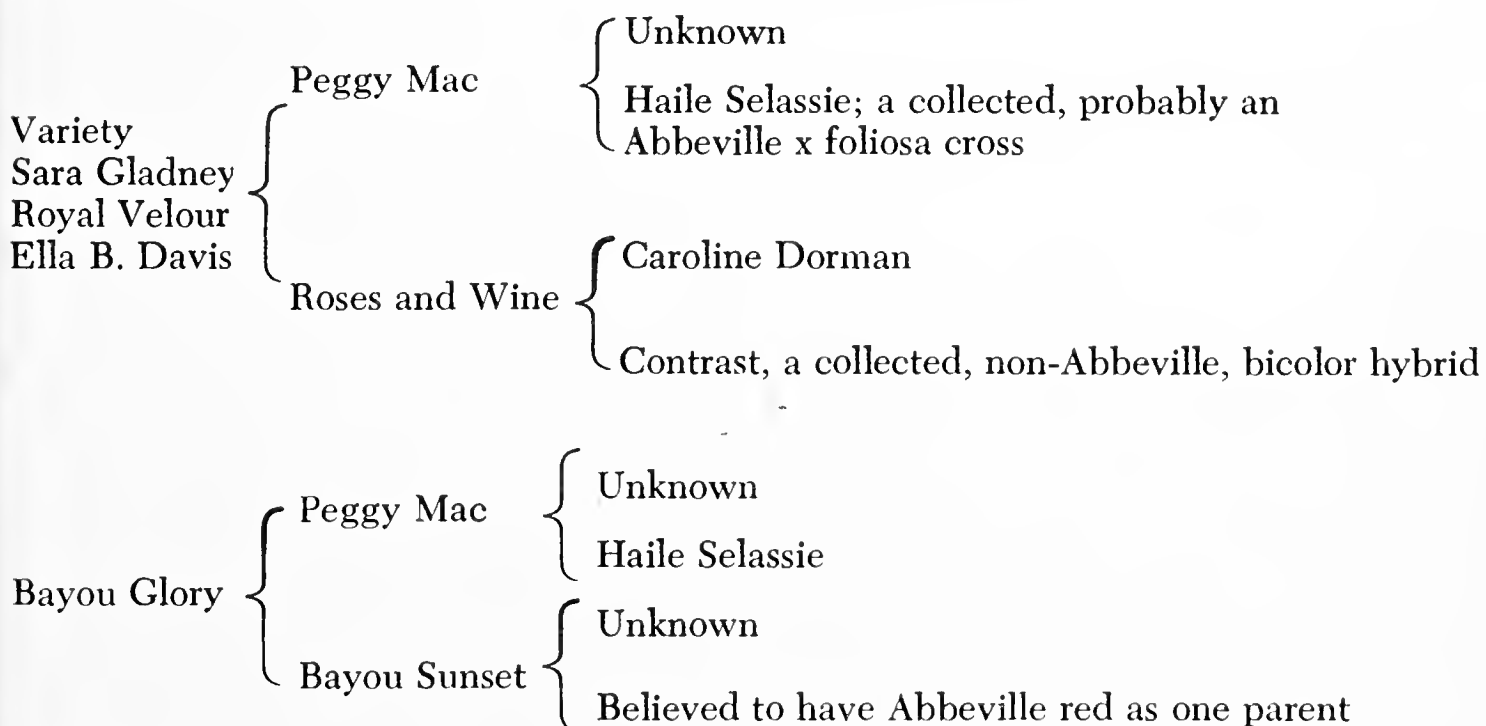 Variety
Sara Gladney
Royal Velour
Ella B. Davis
Peggy Mac
Unknown
Haile Selassie; a collected, probably an
Abbeville x foliosa cross
Roses and Wine
Caroline Dorman
Contrast, a collected, non-Abbeville, bicolor hybrid
Bayou Glory
Peggy Mac
Unknown
Haile Selassie
Bayou Sunset
Unknown
Believed to have Abbeville red as one parent